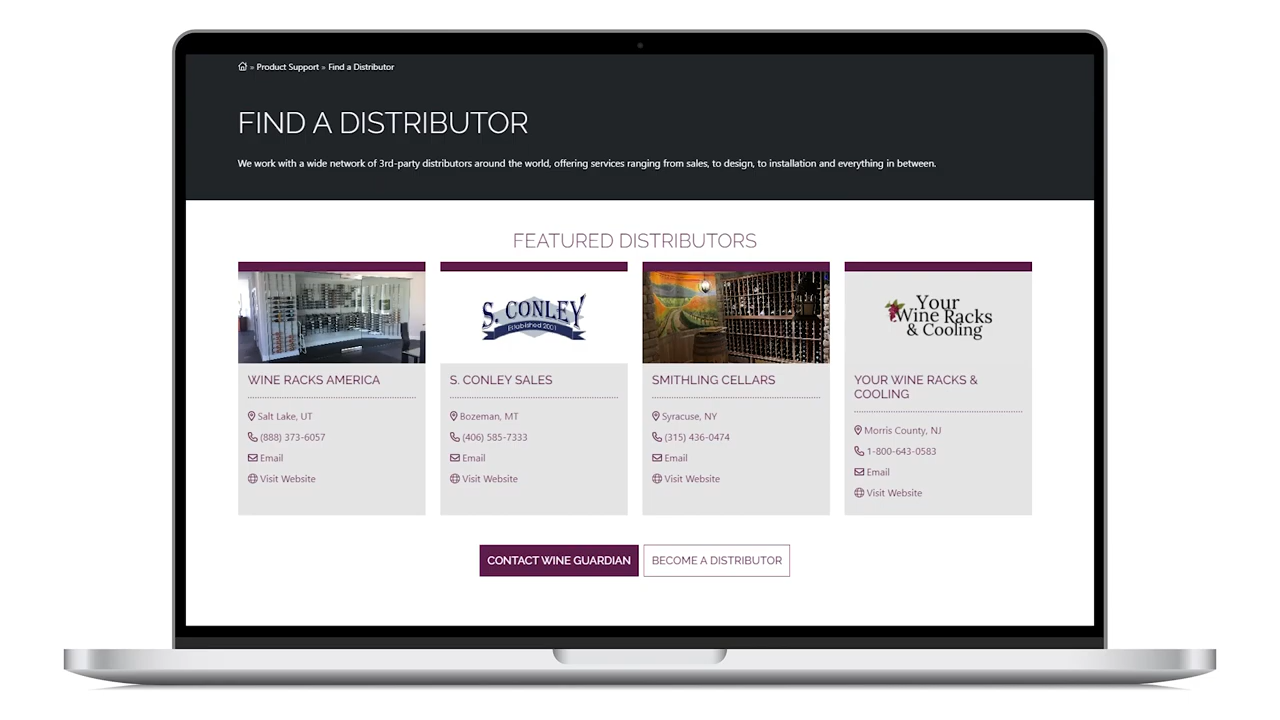 » Product Support » Find a Distributor
FIND A DISTRIBUTOR
We work with a wide network of 3rd-party distributors around the world, offering services ranging from sales, to design, to installation and everything in between.
FEATURED DISTRIBUTORS
S. CONLEY
Established 2001
Your
Wine Racks
& Cooling
WINE RACKS AMERICA
Salt Lake, UT
(888) 373-6057
Email
Visit Website
S. CONLEY SALES
Bozeman, MT
(406) 585-7333
Email
Visit Website
SMITHLING CELLARS
Syracuse, NY
(315) 436-0474
Email
Visit Website
YOUR WINE RACKS &
COOLING
Morris County, NJ
1-800-643-0583
Email
Visit Website
CONTACT WINE GUARDIAN
BECOME A DISTRIBUTOR